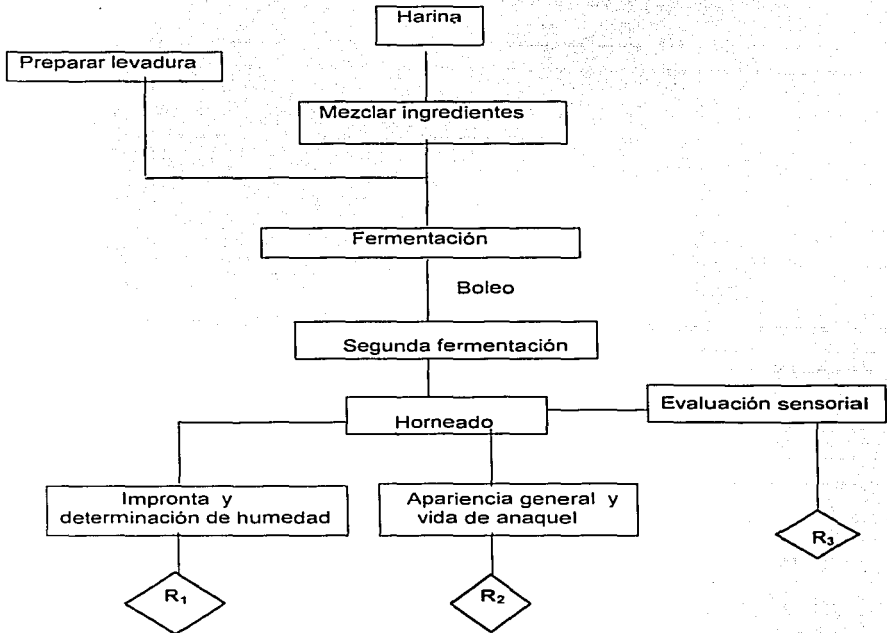 Harina
Preparar levadura
Mezclar ingredientes
Fermentación
Boleo
Segunda fermentación
Horneado
Evaluación sensorial
Impronta y
determinación de humedad
Apariencia general y
vida de anaquel
R₁
R₂
R₃